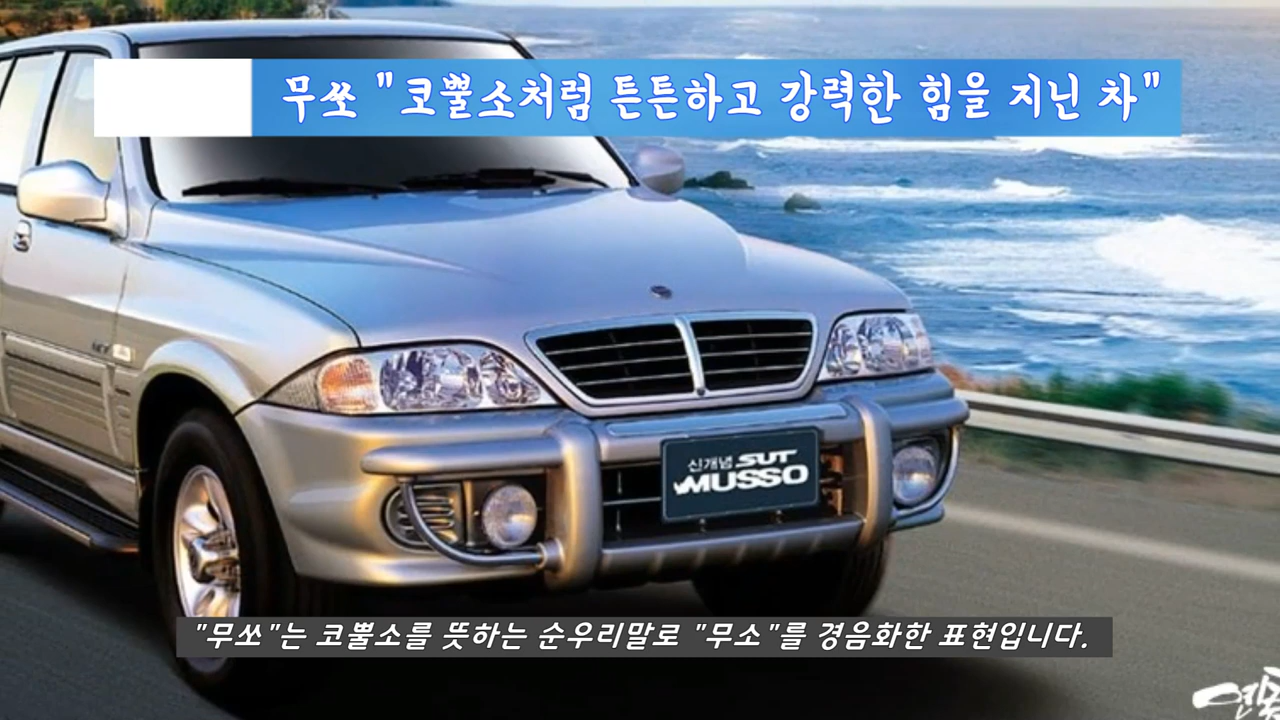 무쏘 "코뿔소처럼 튼튼하고 강력한 힘을 지닌 차"
신개념 SUT
MUSSO
"무쏘"는 코뿔소를 뜻하는 순우리말로 "무소"를 경음화한 표현입니다.